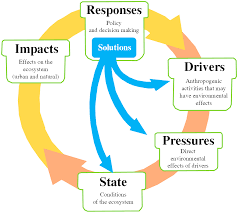 Responses
Policy
and decision making
Solutions
Impacts
Effects on the
ecosystem
(urban and natural)
Drivers
Anthropogenic
activities that may
have environmental
effects
Pressures
Direct
environmental
effects of drivers
State
Conditions
of the ecosystem